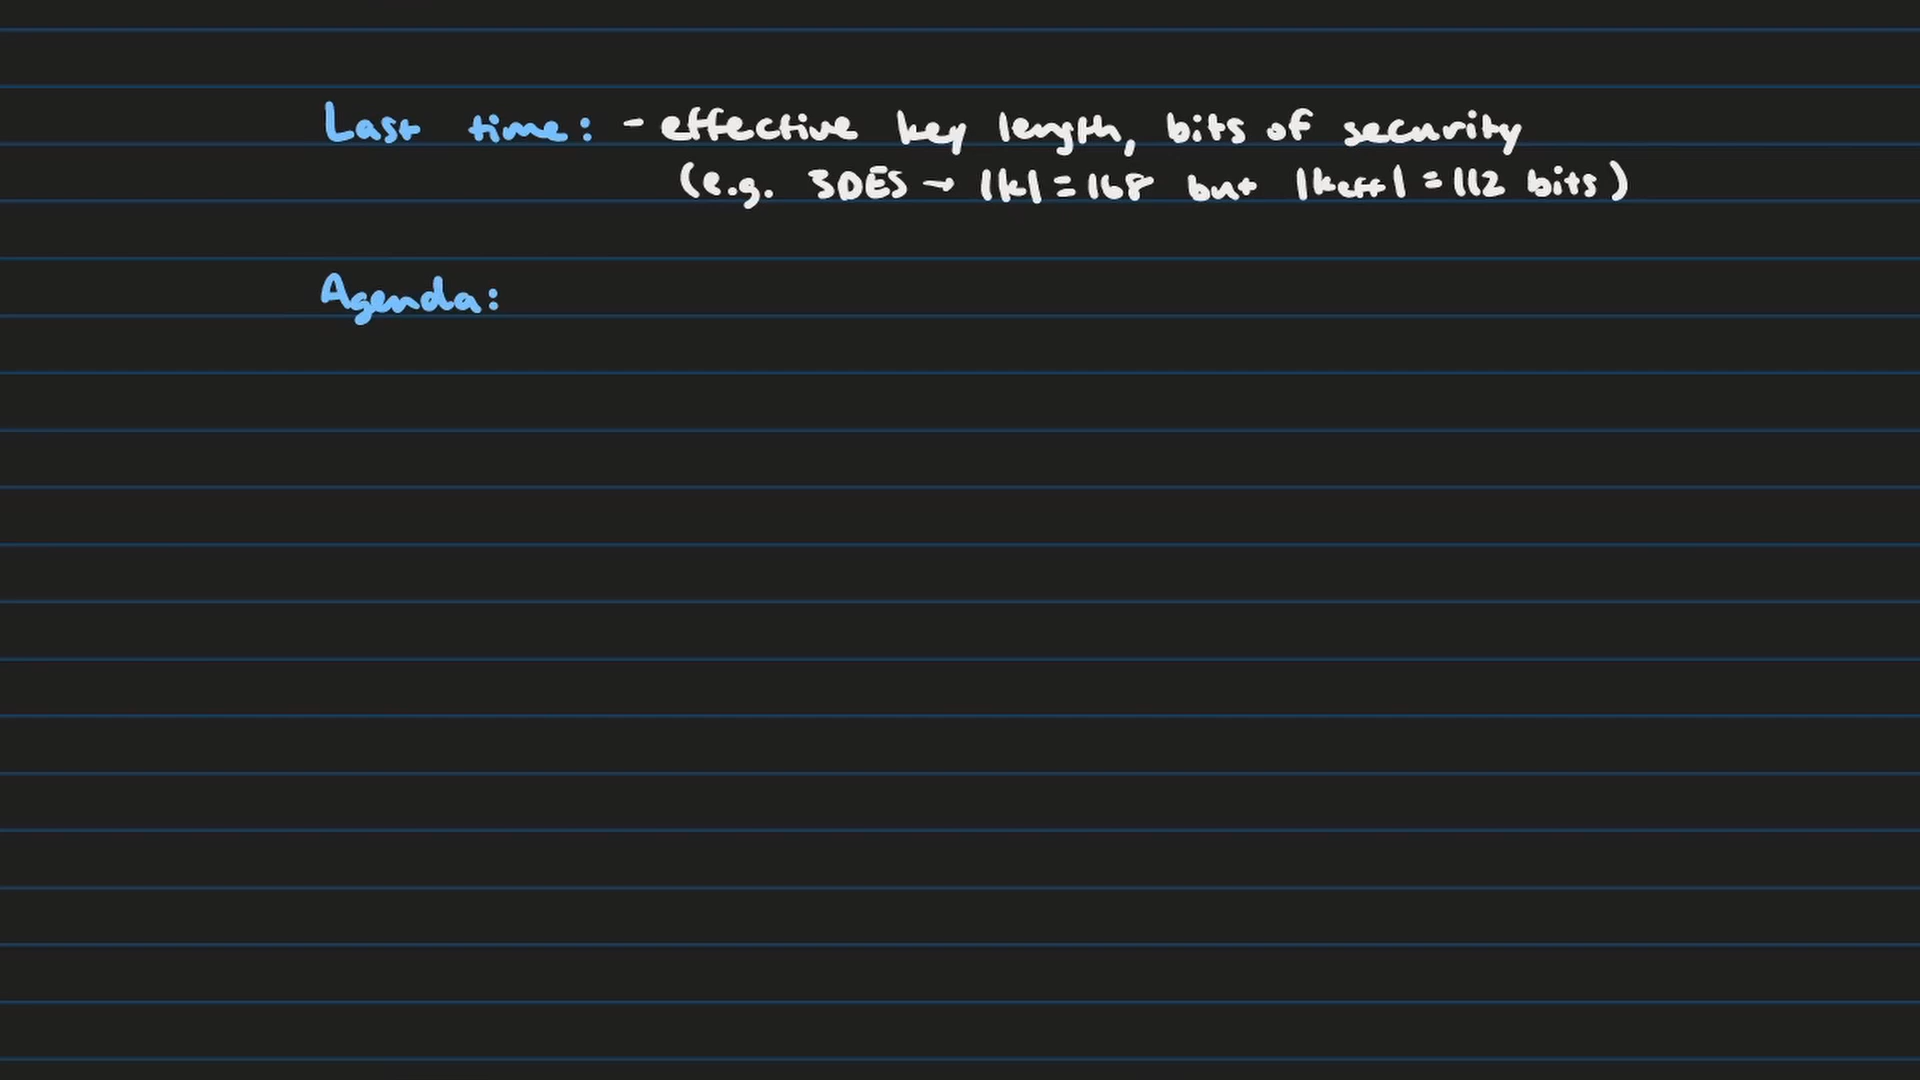 Last time: - effective key length, bits of security
(e.g. 3DES → |k| = 168 but |keff| = 112 bits)
Agenda: